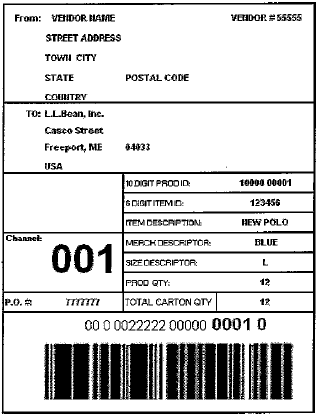 From: VENDOR NAME VENDOR # 55555
STREET ADDRESS
TOWN CITY
STATE POSTAL CODE
COUNTRY
TO: L.L.Bean, Inc.
Casco Street
Freeport, ME 04033
USA
10 DIGIT PROD ID: 10000 00001
6 DIGIT ITEM ID: 123456
ITEM DESCRIPTION: NEW POLO
Channel: 001
MERCH DESCRIPTOR: BLUE
SIZE DESCRIPTOR: L
PROD QTY: 12
P.O. #: 7777777 TOTAL CARTON QTY 12
00 0 0022222 00000 0001 0